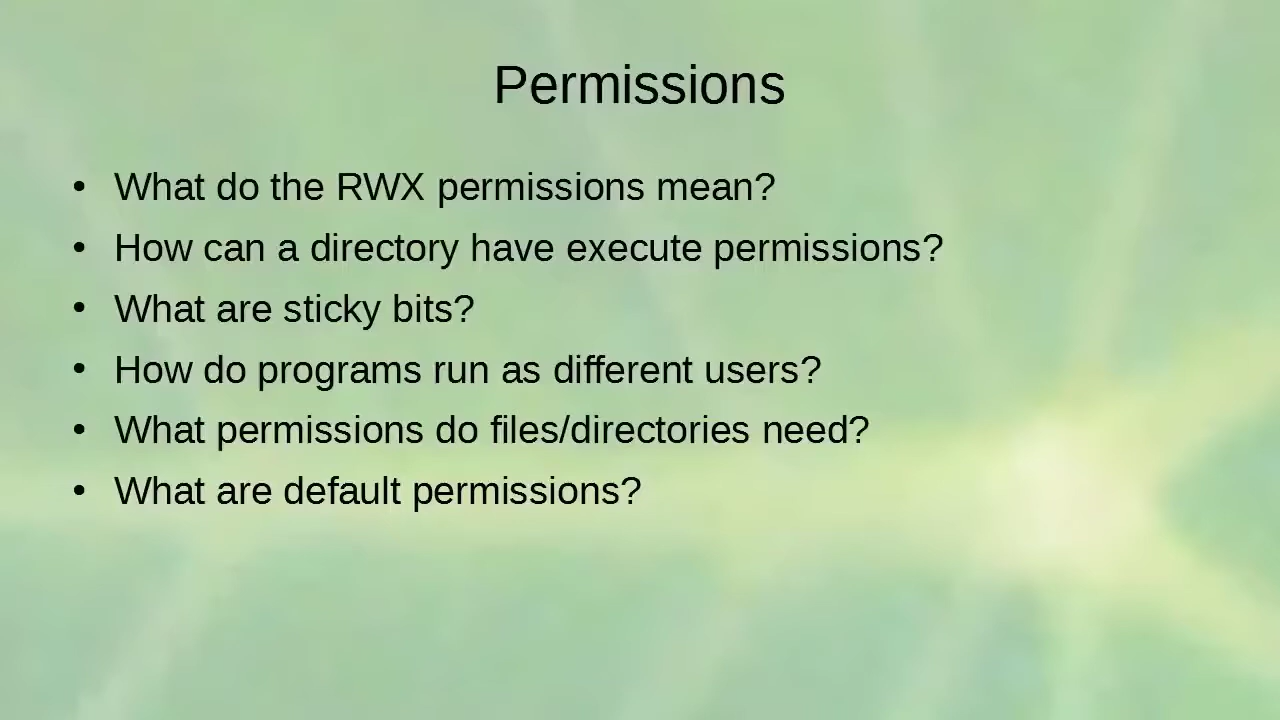 Permissions
• What do the RWX permissions mean?
• How can a directory have execute permissions?
• What are sticky bits?
• How do programs run as different users?
• What permissions do files/directories need?
• What are default permissions?